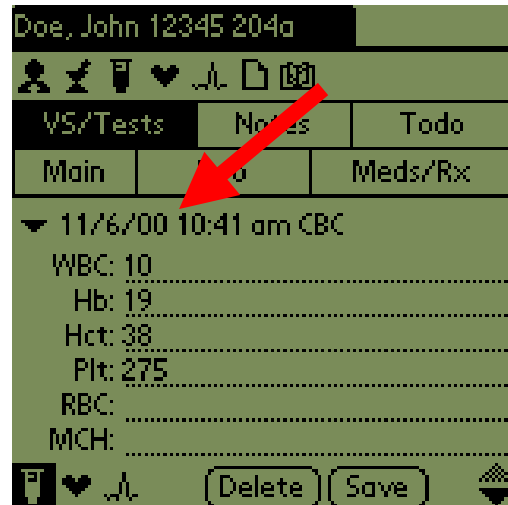 Doe, John 12345 204a
VS/Tests Notes Todo
Main Meds/Rx
11/6/00 10:41 am CBC
WBC: 10
Hb: 19
Hct: 38
Plt: 275
RBC:
MCH:
Delete Save